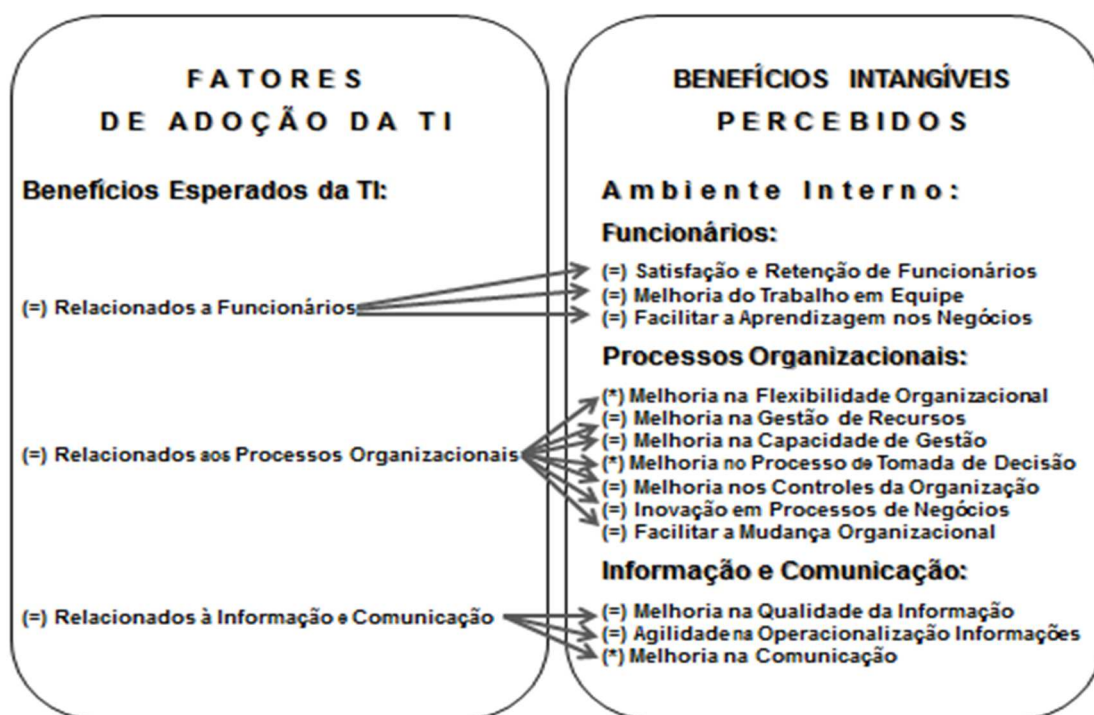 FATORES
DE ADOÇÃO DA TI
Benefícios Esperados da TI:
(=) Relacionados a Funcionários
(=) Relacionados aos Processos Organizacionais
(=) Relacionados à Informação e Comunicação
BENEFÍCIOS INTANGÍVEIS
PERCEBIDOS
Ambiente Interno:
Funcionários:
(=) Satisfação e Retenção de Funcionários
(=) Melhoria do Trabalho em Equipe
(=) Facilitar a Aprendizagem nos Negócios
Processos Organizacionais:
(*) Melhoria na Flexibilidade Organizacional
(=) Melhoria na Gestão de Recursos
(=) Melhoria na Capacidade de Gestão
(*) Melhoria no Processo de Tomada de Decisão
(=) Melhoria nos Controles da Organização
(=) Inovação em Processos de Negócios
(=) Facilitar a Mudança Organizacional
Informação e Comunicação:
(=) Melhoria na Qualidade da Informação
(=) Agilidade na Operacionalização Informações
(*) Melhoria na Comunicação